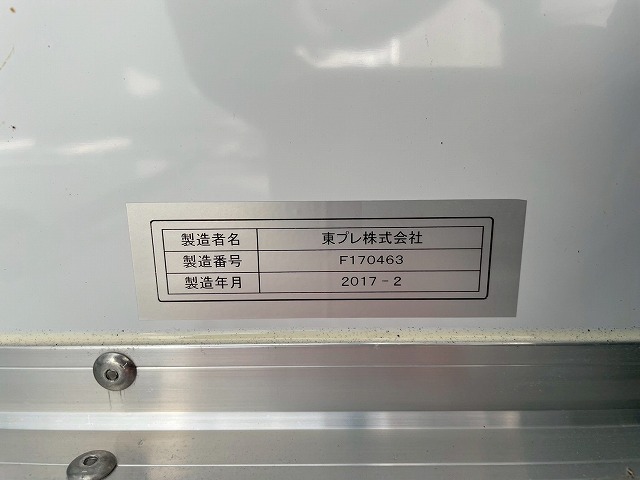 製造者名 東プレ株式会社
製造番号 F170463
製造年月 2017-2